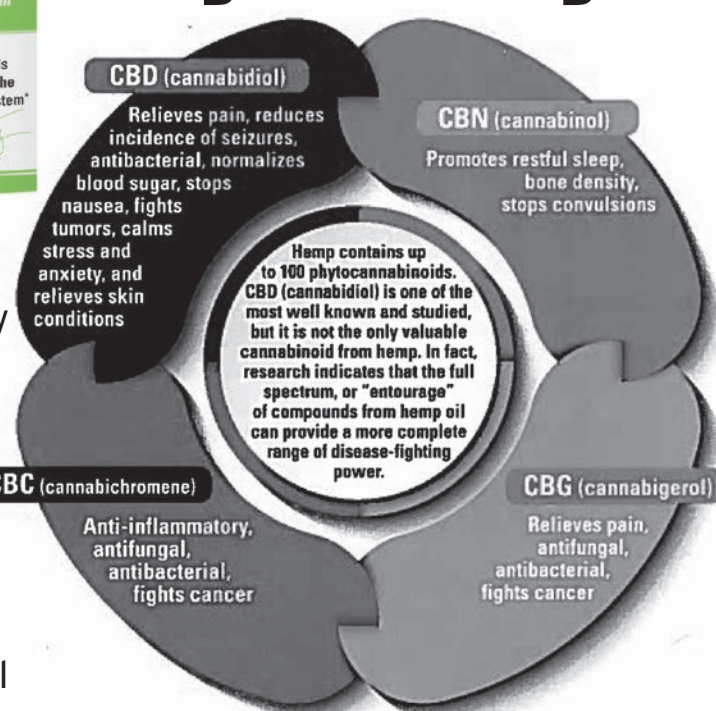 s
he
stem*
CBD (cannabidiol)
Relieves pain, reduces
incidence of seizures,
antibacterial, normalizes
blood sugar, stops
nausea, fights
tumors, calms
stress and
anxiety, and
relieves skin
conditions
CBN (cannabinol)
Promotes restful sleep,
bone density,
stops convulsions
Hemp contains up
to 100 phytocannabinoids.
CBD (cannabidiol) is one of the
most well known and studied,
but it is not the only valuable
cannabinoid from hemp. In fact,
research indicates that the full
spectrum, or "entourage"
of compounds from hemp oil
can provide a more complete
range of disease-fighting
power.
y
CBC (cannabichromene)
Anti-inflammatory,
antifungal,
antibacterial,
fights cancer
CBG (cannabigerol)
Relieves pain,
antifungal,
antibacterial,
fights cancer
l